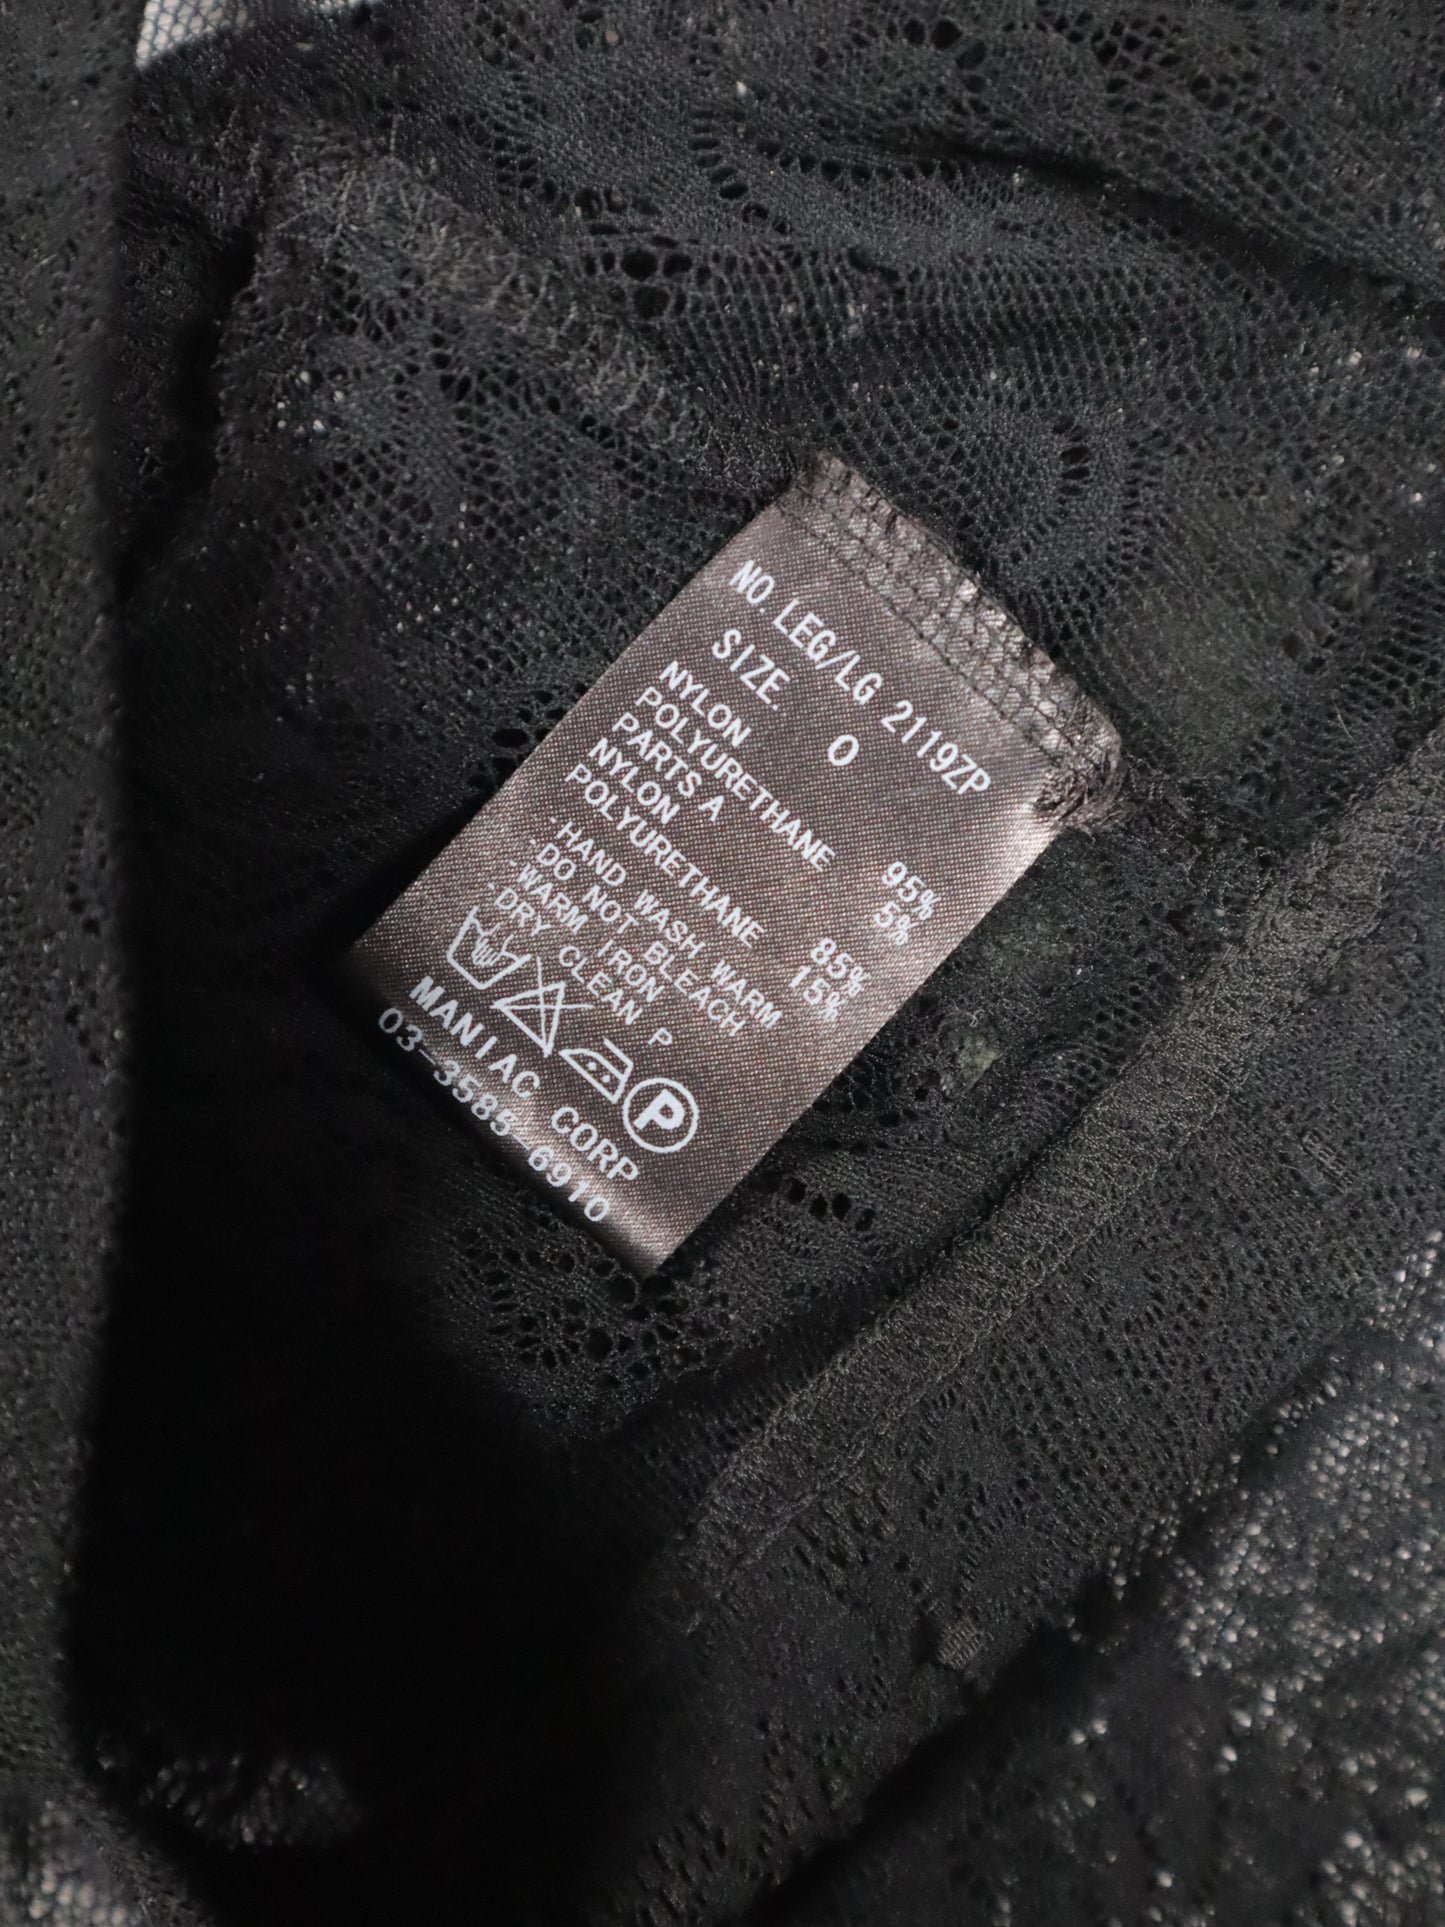 NO. LEG/LG 2119ZP
SIZE. 0
NYLON 95%
POLYURETHANE 5%
PARTS A
NYLON 85%
POLYURETHANE 15%
-HAND WASH WARM
-DO NOT BLEACH
-WARM IRON
-DRY CLEAN P
P
MANIAC CORP
03-3585-6910